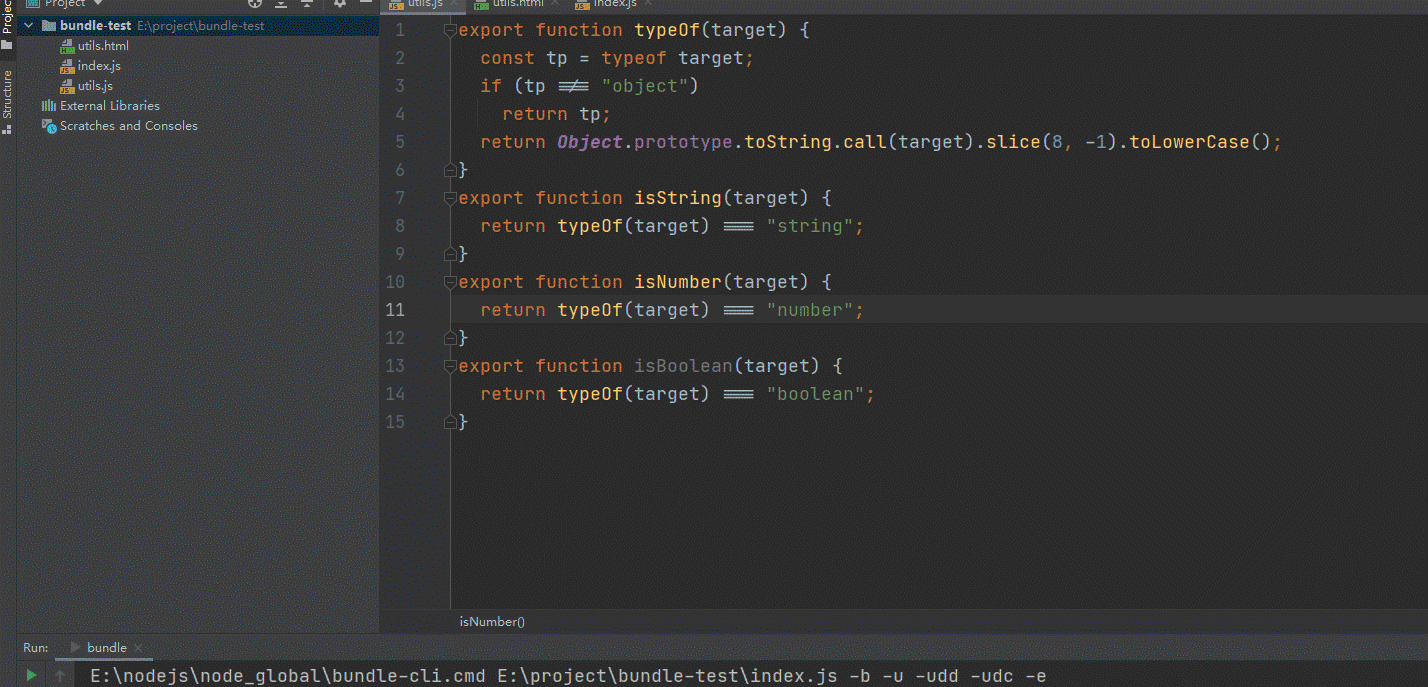 Project
utils.js
utils.html
index.js
Project
bundle-test E:\project\bundle-test
utils.html
index.js
utils.js
External Libraries
Scratches and Consoles
Structure
1 export function typeOf(target) {
2 const tp = typeof target;
3 if (tp !== "object")
4 return tp;
5 return Object.prototype.toString.call(target).slice(8, -1).toLowerCase();
6 }
7 export function isString(target) {
8 return typeOf(target) === "string";
9 }
10 export function isNumber(target) {
11 return typeOf(target) === "number";
12 }
13 export function isBoolean(target) {
14 return typeOf(target) === "boolean";
15 }
isNumber()
Run: bundle
E:\nodejs\node_global\bundle-cli.cmd E:\project\bundle-test\index.js -b -u -udd -udc -e